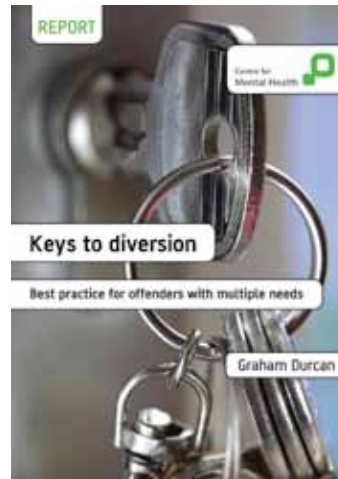 REPORT
Centre for
Mental Health
Keys to diversion
Best practice for offenders with multiple needs
Graham Durcan